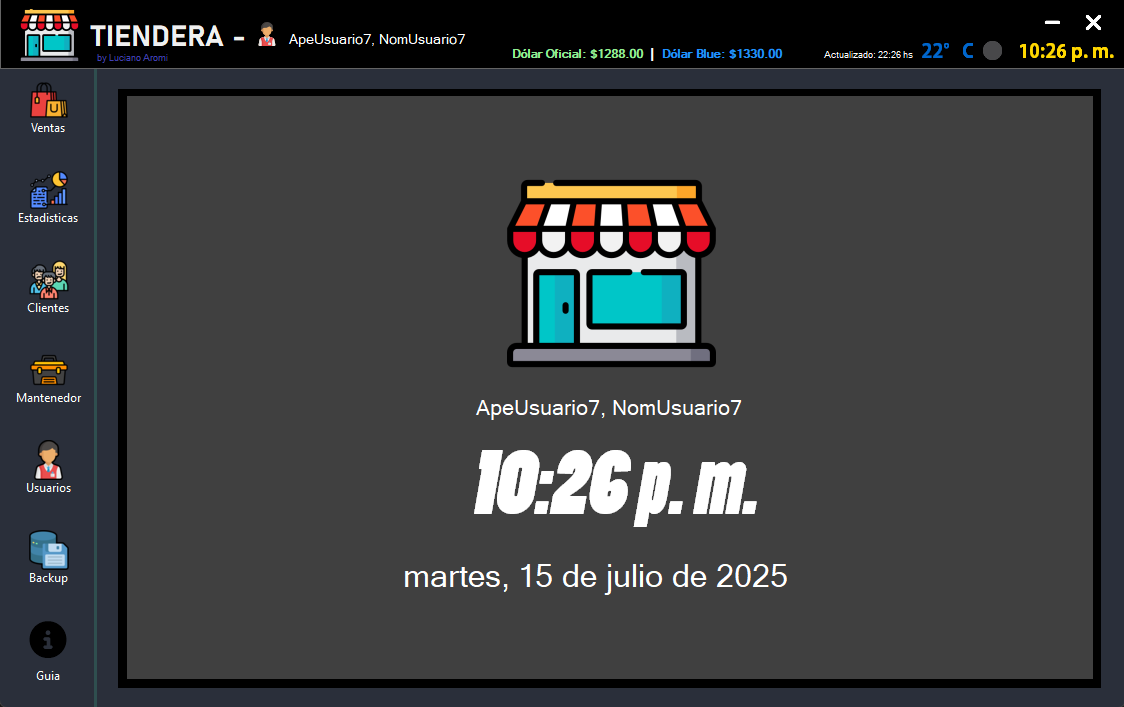 TIENDERA -
by Luciano Aromi
ApeUsuario7, NomUsuario7
Dólar Oficial: $1288.00 | Dólar Blue: $1330.00
Actualizado: 22:26 hs
22° C
10:26 p. m.
Ventas
Estadisticas
Clientes
Mantenedor
Usuarios
Backup
Guia
ApeUsuario7, NomUsuario7
10:26 p. m.
martes, 15 de julio de 2025